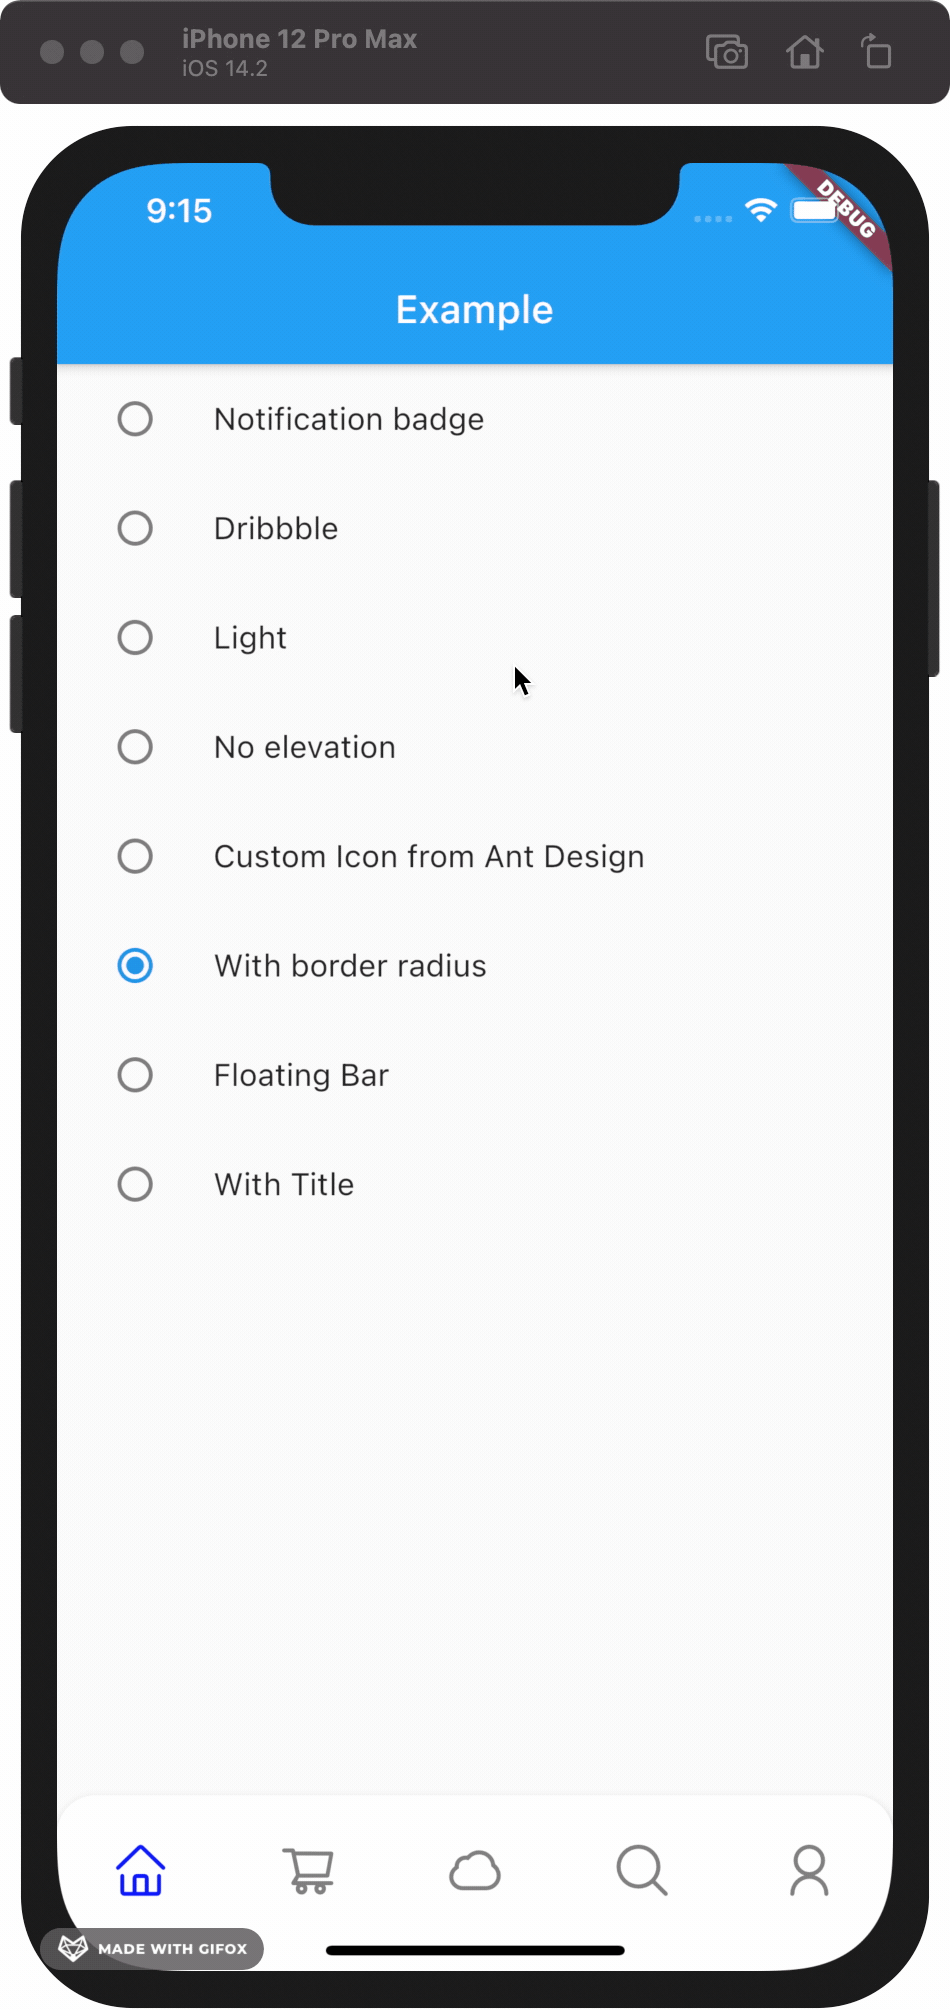 iPhone 12 Pro Max
iOS 14.2
9:15
DEBUG
Example
Notification badge
Dribbble
Light
No elevation
Custom Icon from Ant Design
With border radius
Floating Bar
With Title
MADE WITH GIFOX